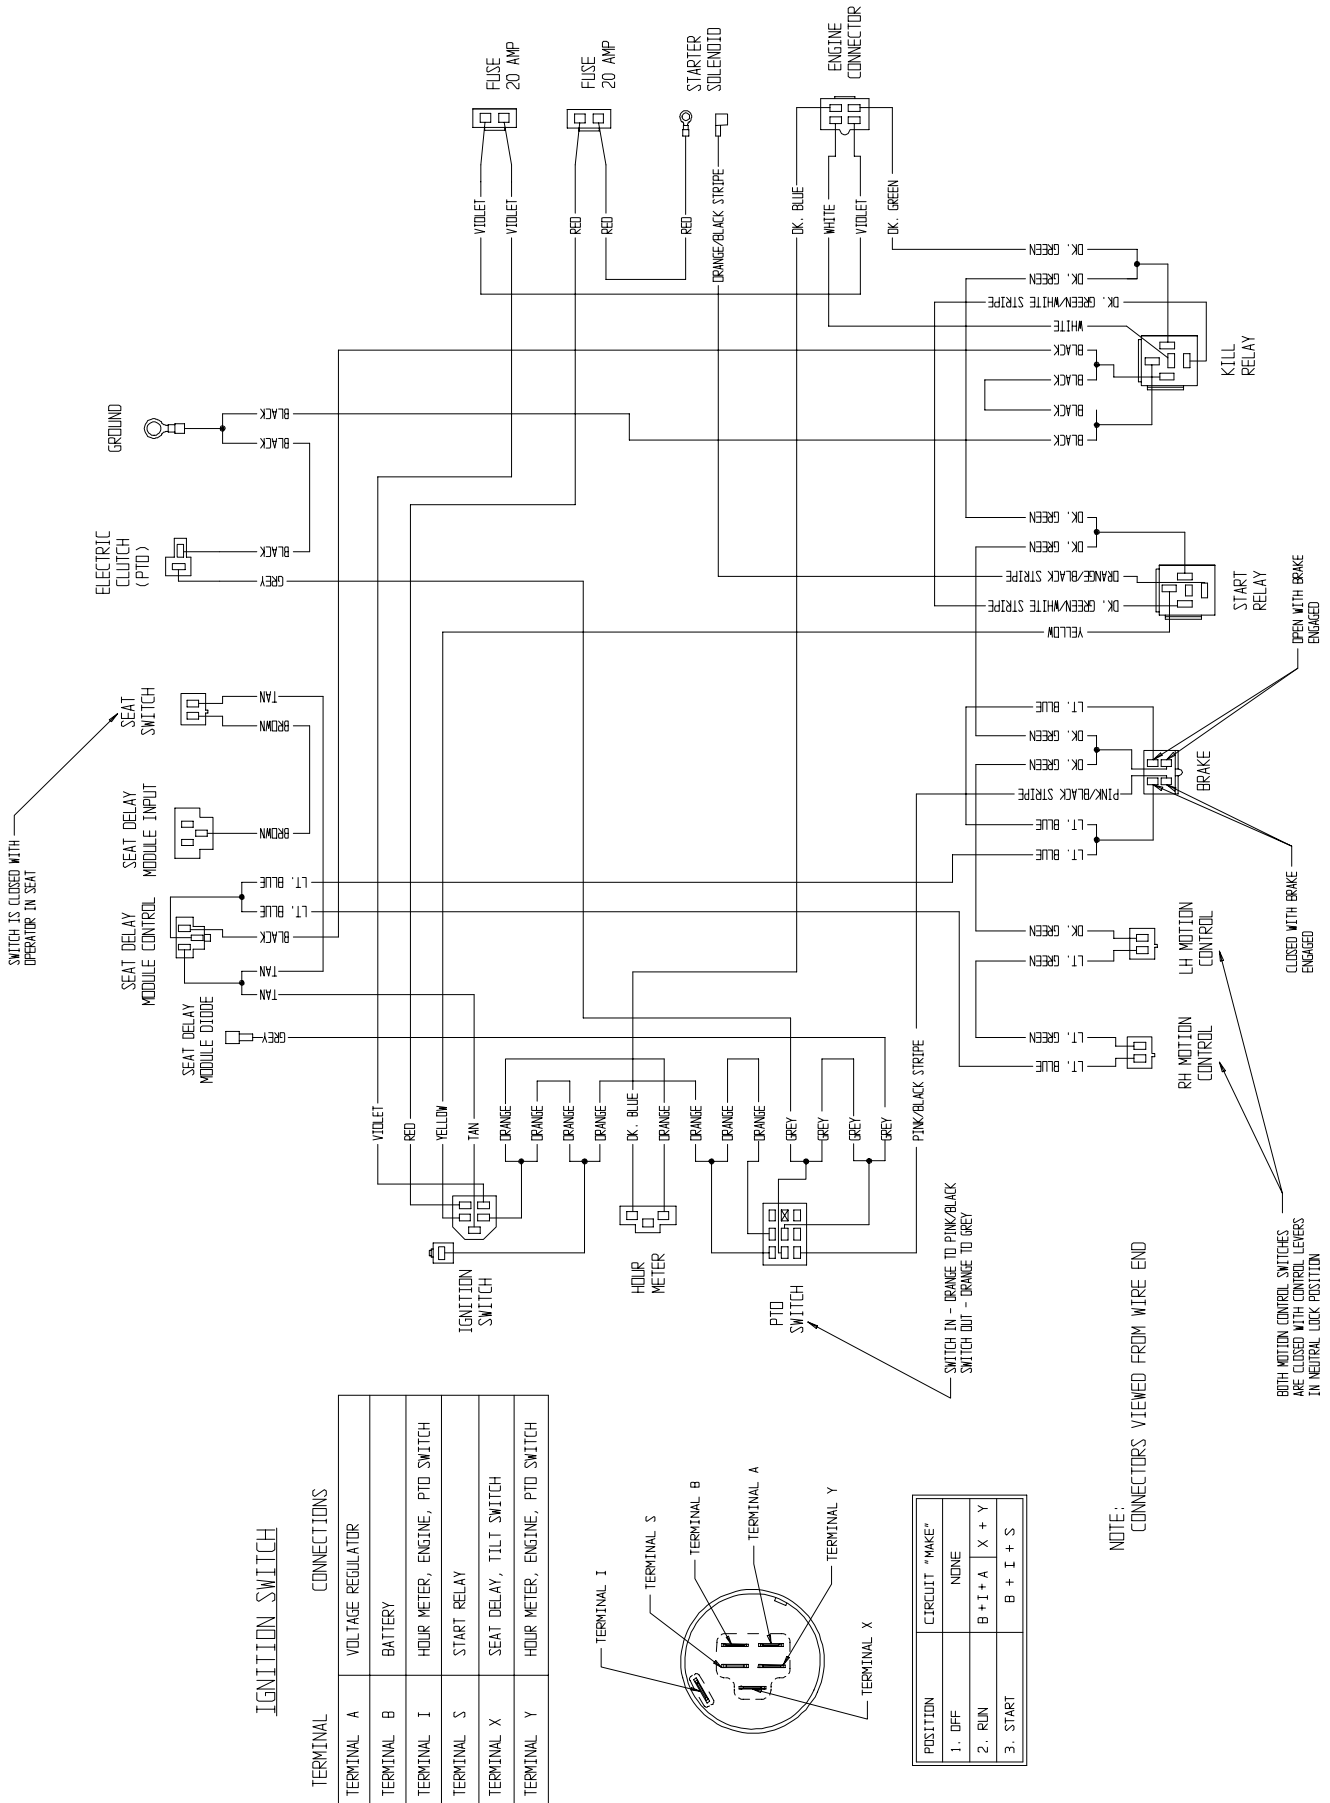 FUSE
20 AMP
FUSE
20 AMP
STARTER
SOLENOID
ENGINE
CONNECTOR
VIOLET
VIOLET
RED
RED
RED
ORANGE/BLACK STRIPE
DK. BLUE
WHITE
VIOLET
DK. GREEN
DK. GREEN
DK. GREEN
DK. GREEN/WHITE STRIPE
WHITE
BLACK
BLACK
BLACK
BLACK
KILL
RELAY
GROUND
BLACK
BLACK
ELECTRIC
CLUTCH
(PTO)
BLACK
GREY
DK. GREEN
DK. GREEN
ORANGE/BLACK STRIPE
DK. GREEN/WHITE STRIPE
YELLOW
START
RELAY
OPEN WITH BRAKE
ENGAGED
SEAT
SWITCH
TAN
BROWN
LT. BLUE
DK. GREEN
DK. GREEN
PINK/BLACK STRIPE
LT. BLUE
LT. BLUE
BRAKE
SEAT DELAY
MODULE INPUT
BROWN
SWITCH IS CLOSED WITH
OPERATOR IN SEAT
SEAT DELAY
MODULE CONTROL
LT. BLUE
LT. BLUE
BLACK
TAN
TAN
SEAT DELAY
MODULE DIODE
GREY
DK. GREEN
LT. GREEN
LH MOTION
CONTROL
CLOSED WITH BRAKE
ENGAGED
LT. GREEN
LT. BLUE
RH MOTION
CONTROL
VIOLET
RED
YELLOW
TAN
ORANGE
ORANGE
ORANGE
ORANGE
DK. BLUE
ORANGE
ORANGE
ORANGE
ORANGE
GREY
GREY
GREY
GREY
PINK/BLACK STRIPE
IGNITION
SWITCH
HOUR
METER
PTO
SWITCH
SWITCH IN - ORANGE TO PINK/BLACK
SWITCH OUT - ORANGE TO GREY
BOTH MOTION CONTROL SWITCHES
ARE CLOSED WITH CONTROL LEVERS
IN NEUTRAL LOCK POSITION
NOTE:
CONNECTORS VIEWED FROM WIRE END
IGNITION SWITCH
TERMINAL CONNECTIONS
TERMINAL A VOLTAGE REGULATOR
TERMINAL B BATTERY
TERMINAL I HOUR METER, ENGINE, PTO SWITCH
TERMINAL S START RELAY
TERMINAL X SEAT DELAY, TILT SWITCH
TERMINAL Y HOUR METER, ENGINE, PTO SWITCH
TERMINAL I
TERMINAL S
TERMINAL B
TERMINAL A
TERMINAL Y
TERMINAL X
POSITION CIRCUIT "MAKE"
1. OFF NONE
2. RUN B + I + A X + Y
3. START B + I + S